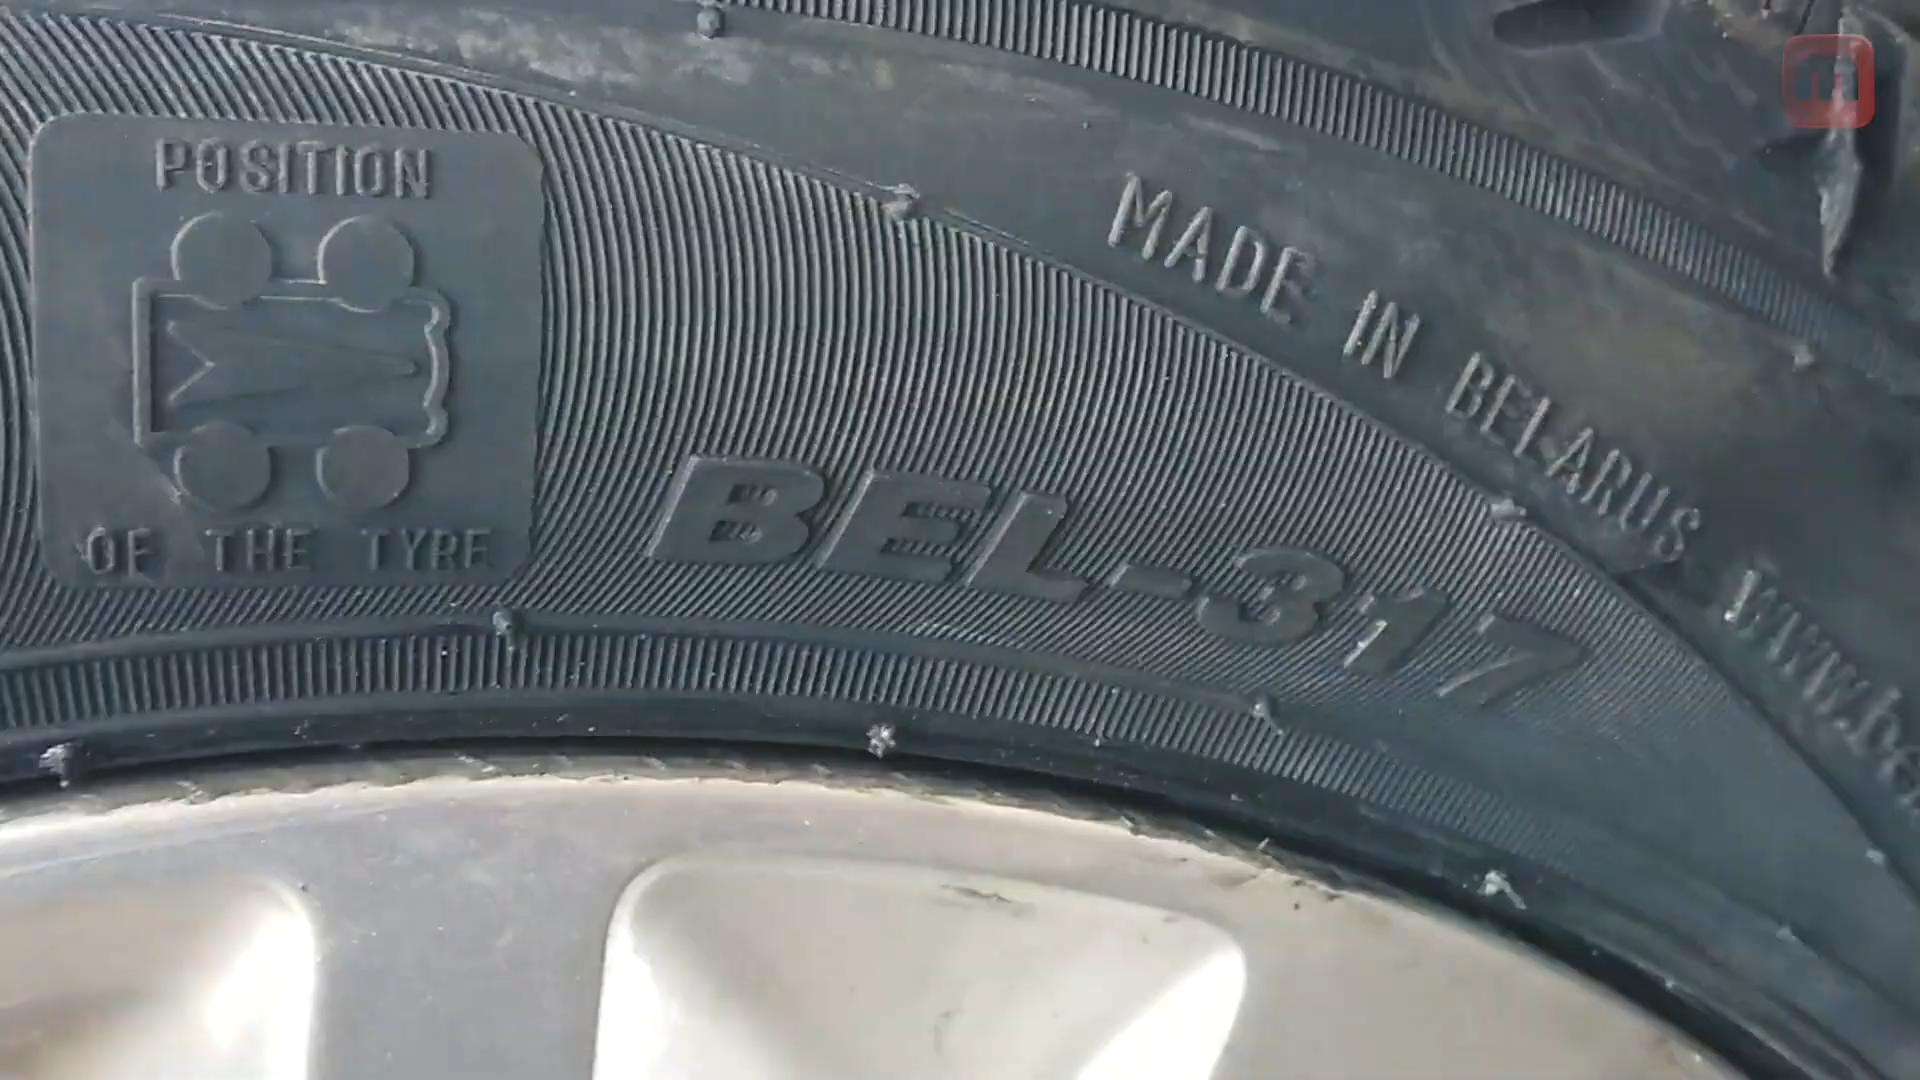 POSITION
OF THE TYRE
BEL-317
MADE IN BELARUS
m